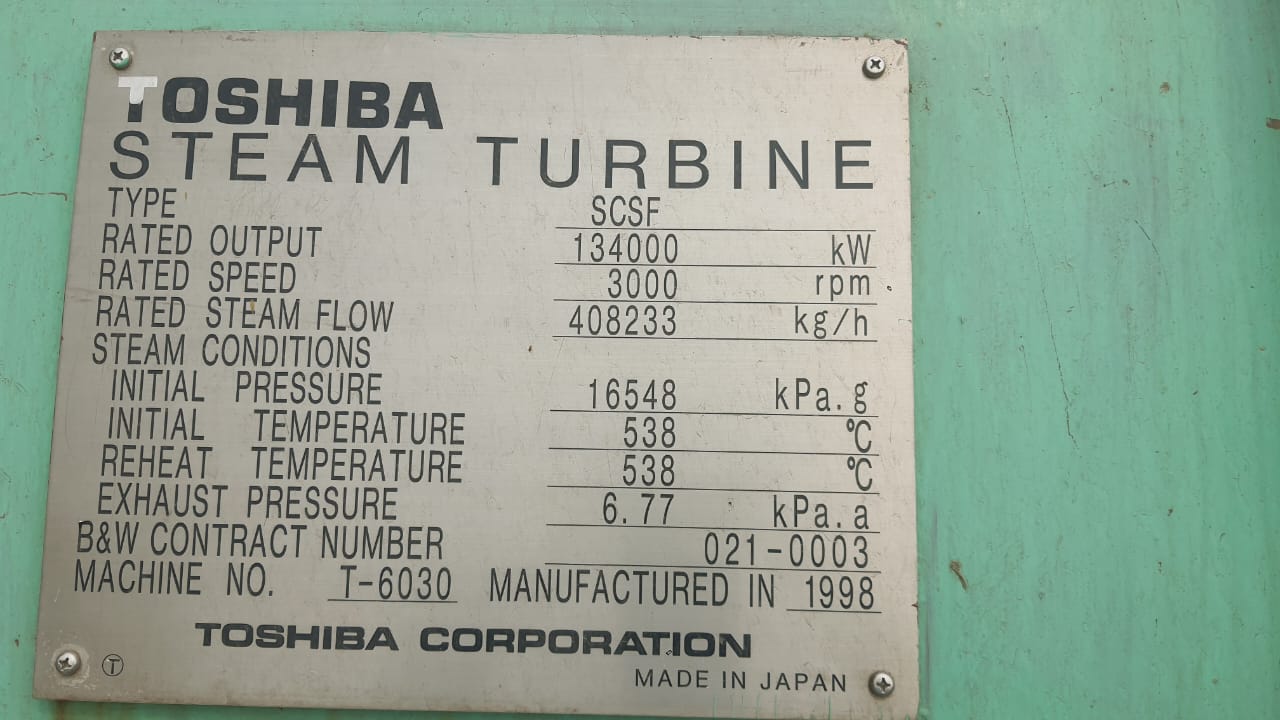 TOSHIBA
STEAM TURBINE
TYPE SCSF
RATED OUTPUT 134000 kW
RATED SPEED 3000 rpm
RATED STEAM FLOW 408233 kg/h
STEAM CONDITIONS
INITIAL PRESSURE 16548 kPa.g
INITIAL TEMPERATURE 538 ℃
REHEAT TEMPERATURE 538 ℃
EXHAUST PRESSURE 6.77 kPa.a
B&W CONTRACT NUMBER 021-0003
MACHINE NO. T-6030 MANUFACTURED IN 1998
TOSHIBA CORPORATION
Ⓣ MADE IN JAPAN